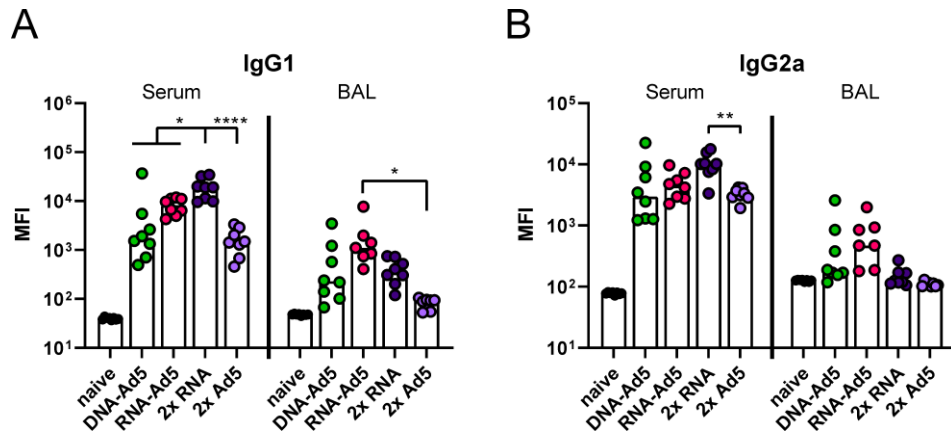 A
B
IgG1
IgG2a
Serum
BAL
Serum
BAL
MFI
10^6
10^5
10^4
10^3
10^2
10^1
*
****
*
naive
DNA-Ad5
RNA-Ad5
2x RNA
2x Ad5
naive
DNA-Ad5
RNA-Ad5
2x RNA
2x Ad5
MFI
10^5
10^4
10^3
10^2
10^1
**
naive
DNA-Ad5
RNA-Ad5
2x RNA
2x Ad5
naive
DNA-Ad5
RNA-Ad5
2x RNA
2x Ad5